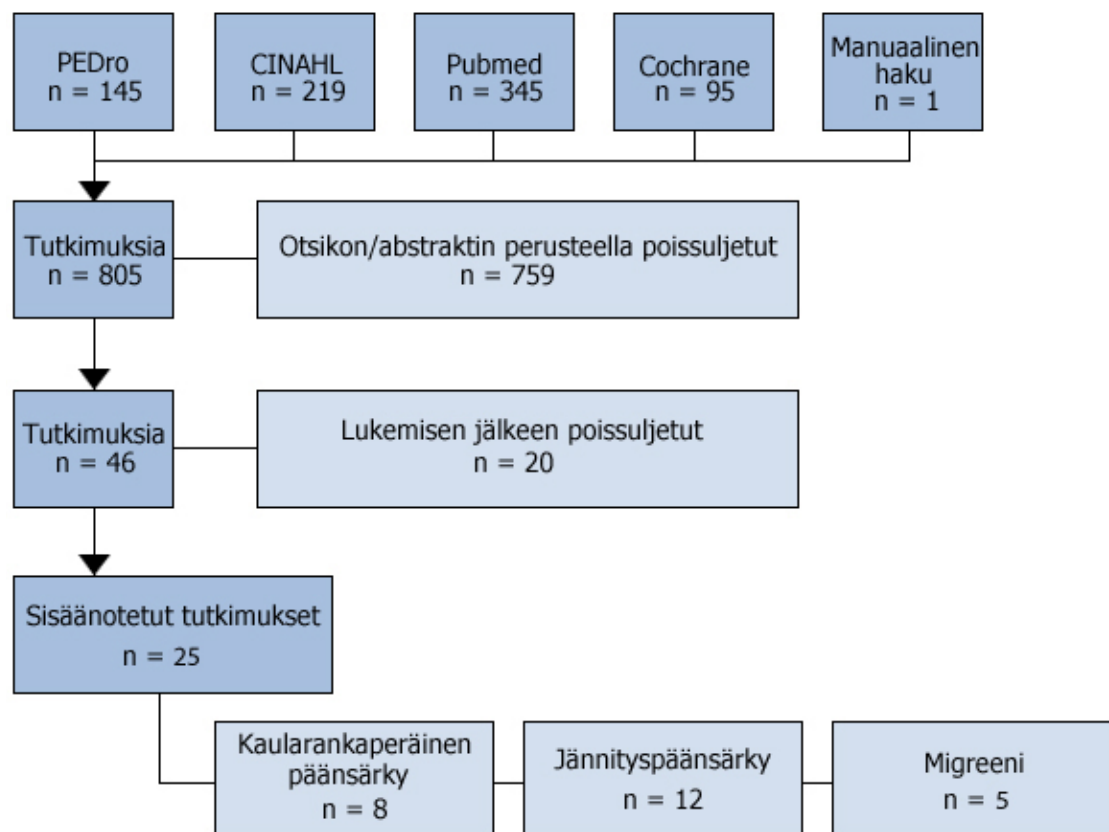 PEDro
n = 145
CINAHL
n = 219
Pubmed
n = 345
Cochrane
n = 95
Manuaalinen
haku
n = 1
Tutkimuksia
n = 805
Otsikon/abstraktin perusteella poissuljetut
n = 759
Tutkimuksia
n = 46
Lukemisen jälkeen poissuljetut
n = 20
Sisäänotetut tutkimukset
n = 25
Kaularankaperäinen
päänsärky
n = 8
Jännityspäänsärky
n = 12
Migreeni
n = 5